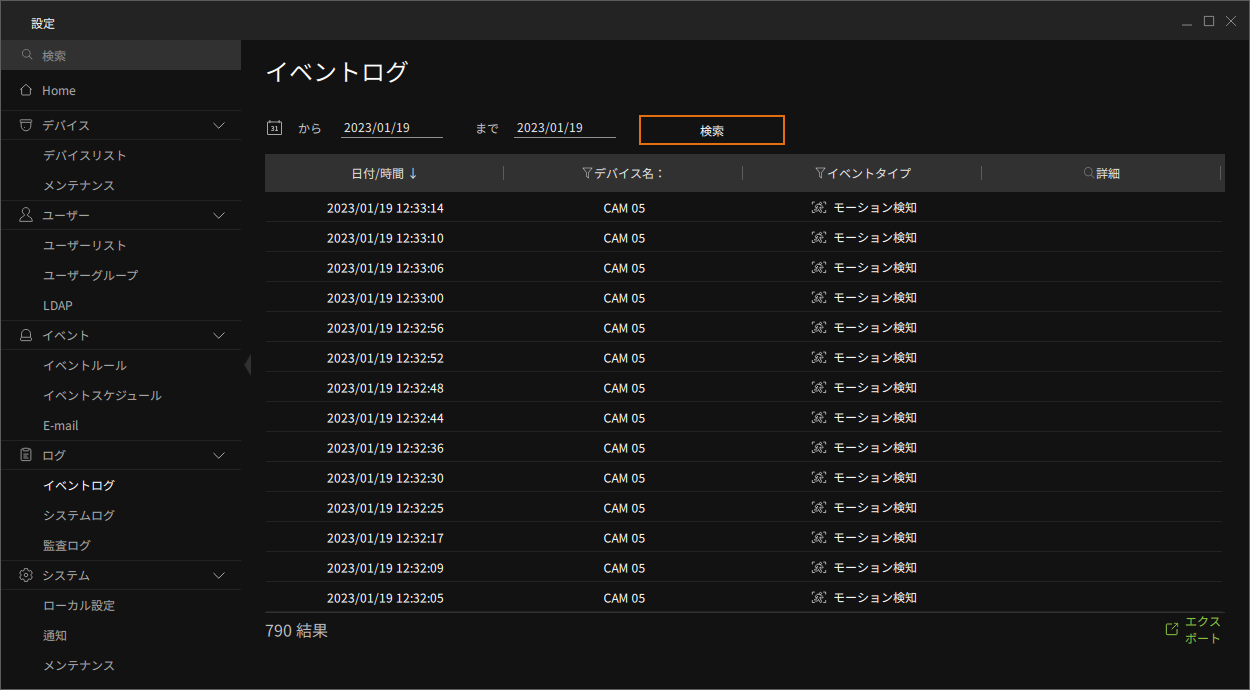 設定
検索
Home
デバイス
デバイスリスト
メンテナンス
ユーザー
ユーザーリスト
ユーザーグループ
LDAP
イベント
イベントルール
イベントスケジュール
E-mail
ログ
イベントログ
システムログ
監査ログ
システム
ローカル設定
通知
メンテナンス
イベントログ
31 から 2023/01/19 まで 2023/01/19 検索
日付/時間 ↓ デバイス名： イベントタイプ 詳細
2023/01/19 12:33:14 CAM 05 モーション検知
2023/01/19 12:33:10 CAM 05 モーション検知
2023/01/19 12:33:06 CAM 05 モーション検知
2023/01/19 12:33:00 CAM 05 モーション検知
2023/01/19 12:32:56 CAM 05 モーション検知
2023/01/19 12:32:52 CAM 05 モーション検知
2023/01/19 12:32:48 CAM 05 モーション検知
2023/01/19 12:32:44 CAM 05 モーション検知
2023/01/19 12:32:36 CAM 05 モーション検知
2023/01/19 12:32:30 CAM 05 モーション検知
2023/01/19 12:32:25 CAM 05 モーション検知
2023/01/19 12:32:17 CAM 05 モーション検知
2023/01/19 12:32:09 CAM 05 モーション検知
2023/01/19 12:32:05 CAM 05 モーション検知
790 結果
エクス
ポート